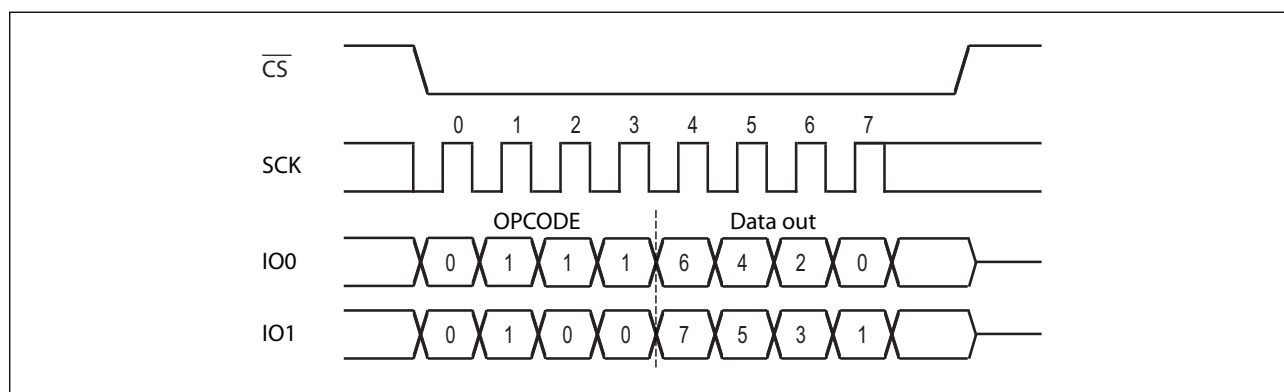 CS
0 1 2 3 4 5 6 7
SCK
OPCODE Data out
IO0 0 1 1 1 6 4 2 0
IO1 0 1 0 0 7 5 3 1